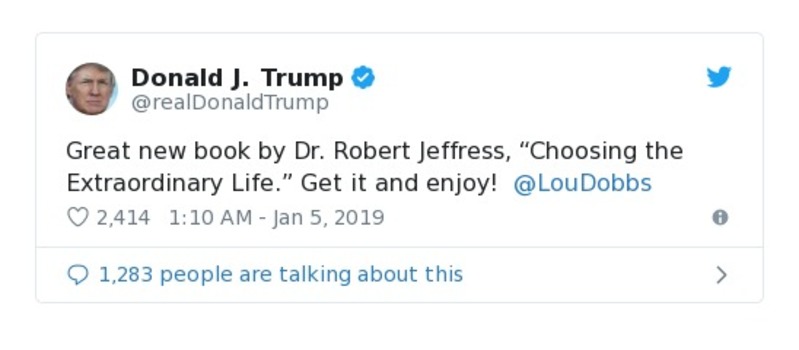 Donald J. Trump
@realDonaldTrump
Great new book by Dr. Robert Jeffress, “Choosing the
Extraordinary Life.” Get it and enjoy!  @LouDobbs
2,414   1:10 AM - Jan 5, 2019
1,283 people are talking about this